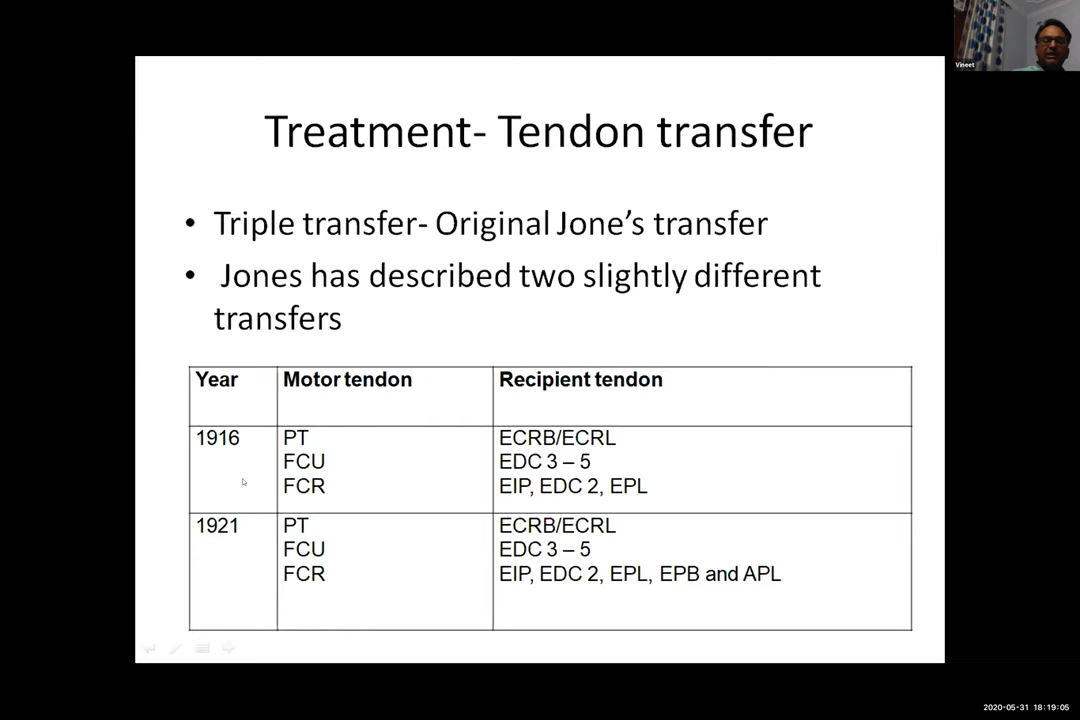 Vineet
Treatment- Tendon transfer
• Triple transfer- Original Jone’s transfer
• Jones has described two slightly different
transfers
Year Motor tendon Recipient tendon
1916 PT ECRB/ECRL
FCU EDC 3 – 5
FCR EIP, EDC 2, EPL
1921 PT ECRB/ECRL
FCU EDC 3 – 5
FCR EIP, EDC 2, EPL, EPB and APL
2020-05-31 18:19:05